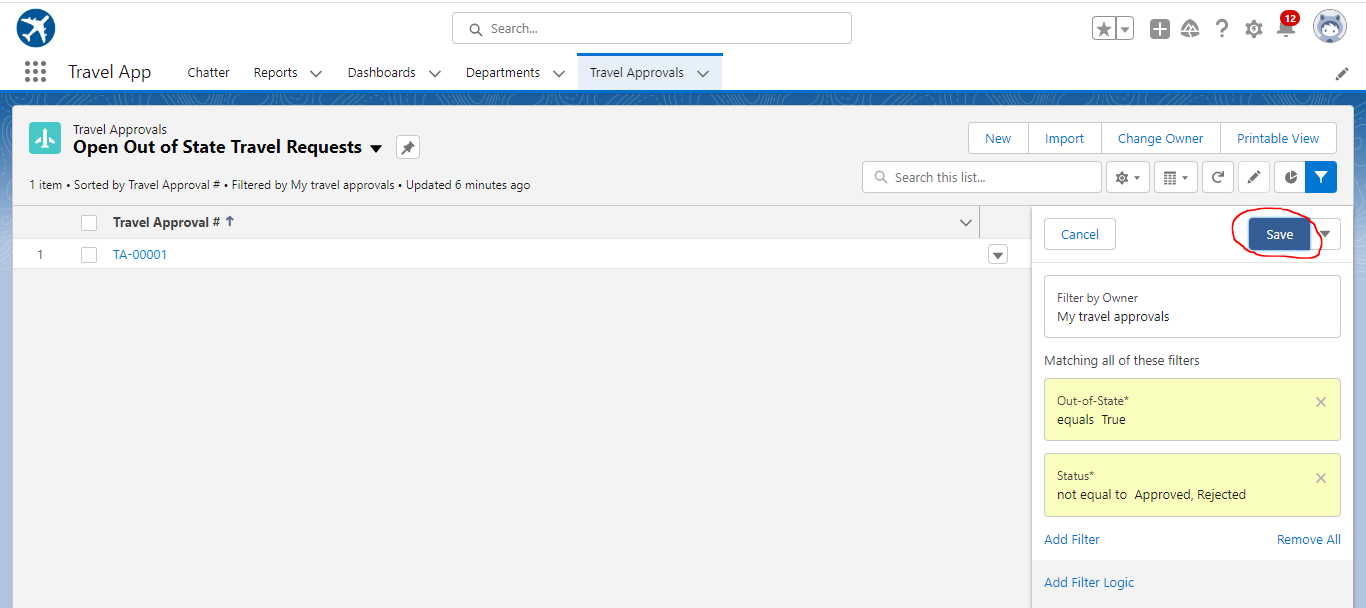 Search...
12
Travel App
Chatter
Reports
Dashboards
Departments
Travel Approvals
Travel Approvals
Open Out of State Travel Requests
New
Import
Change Owner
Printable View
1 item • Sorted by Travel Approval # • Filtered by My travel approvals • Updated 6 minutes ago
Search this list...
Travel Approval # ↑
Cancel
Save
1
TA-00001
Filter by Owner
My travel approvals
Matching all of these filters
Out-of-State*
equals True
Status*
not equal to Approved, Rejected
Add Filter
Remove All
Add Filter Logic